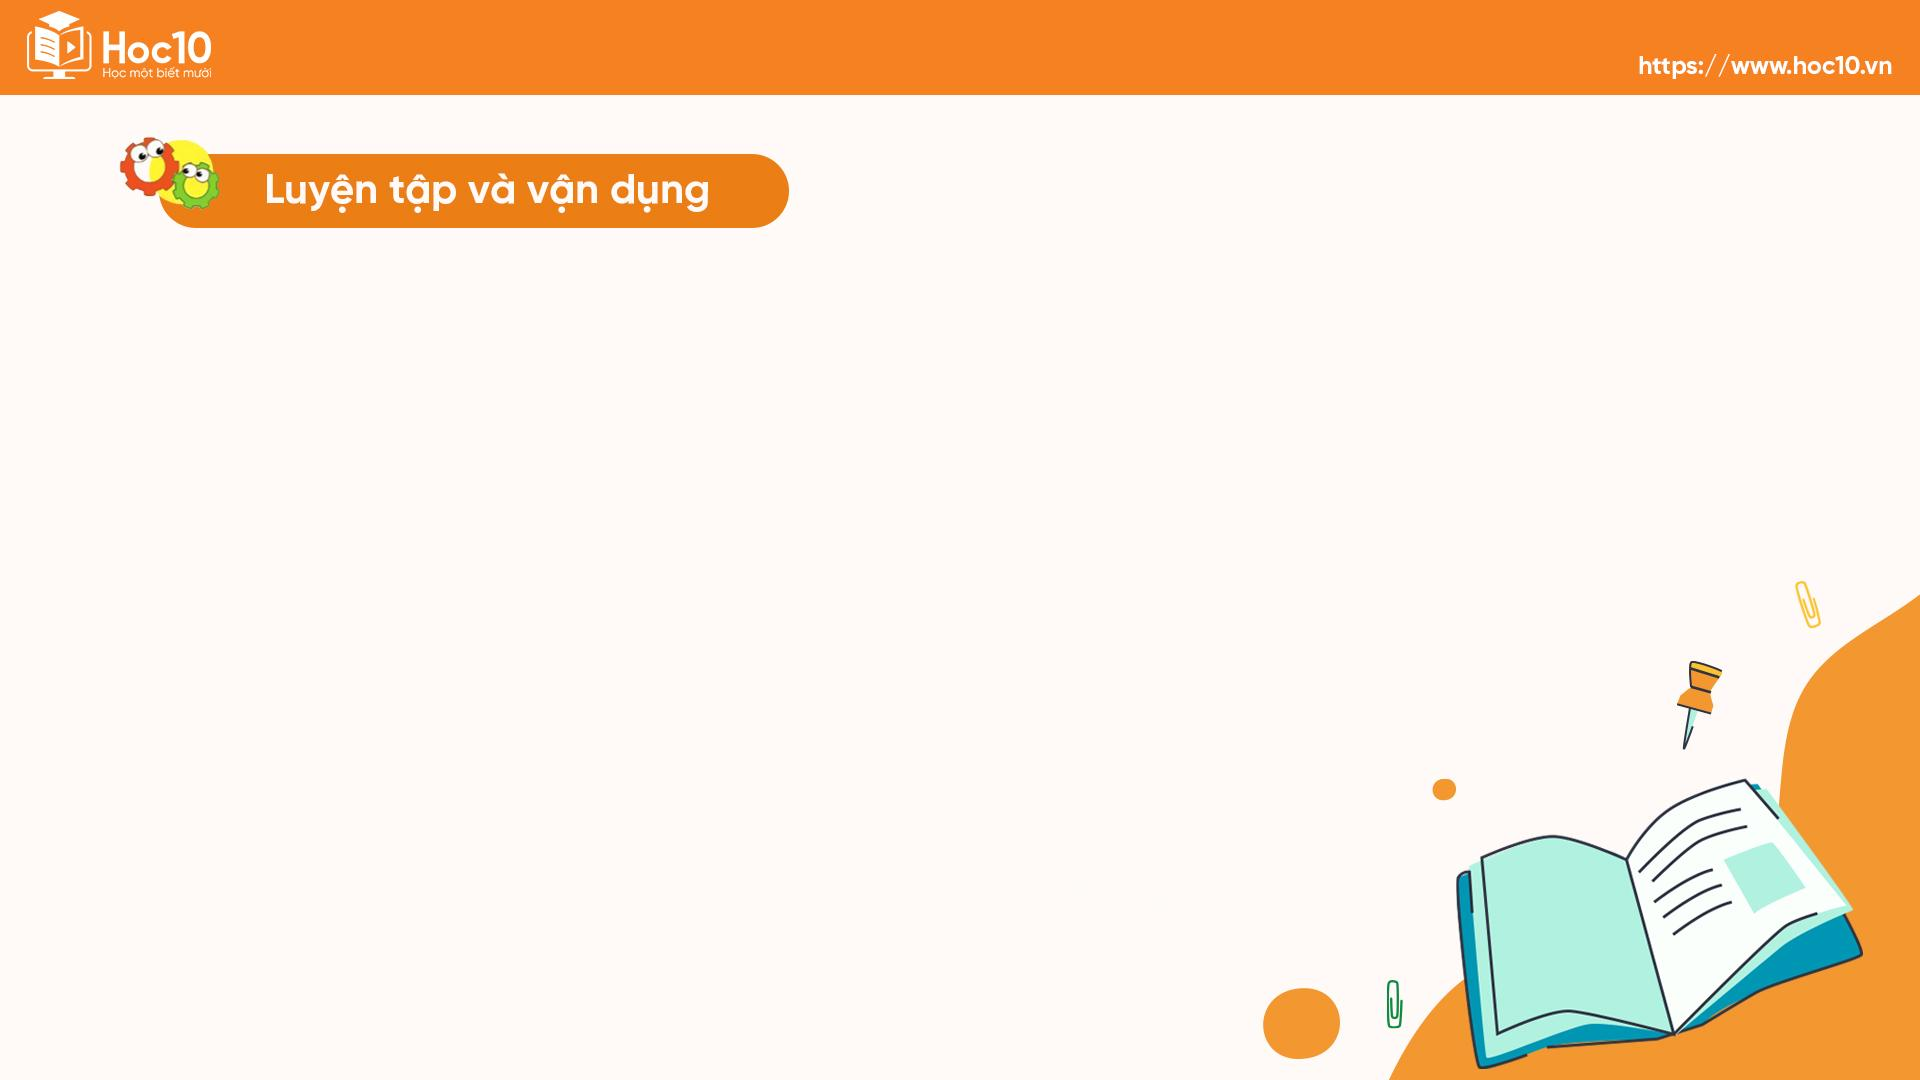 Hoc10
Học một biết mười
https://www.hoc10.vn
Luyện tập và vận dụng